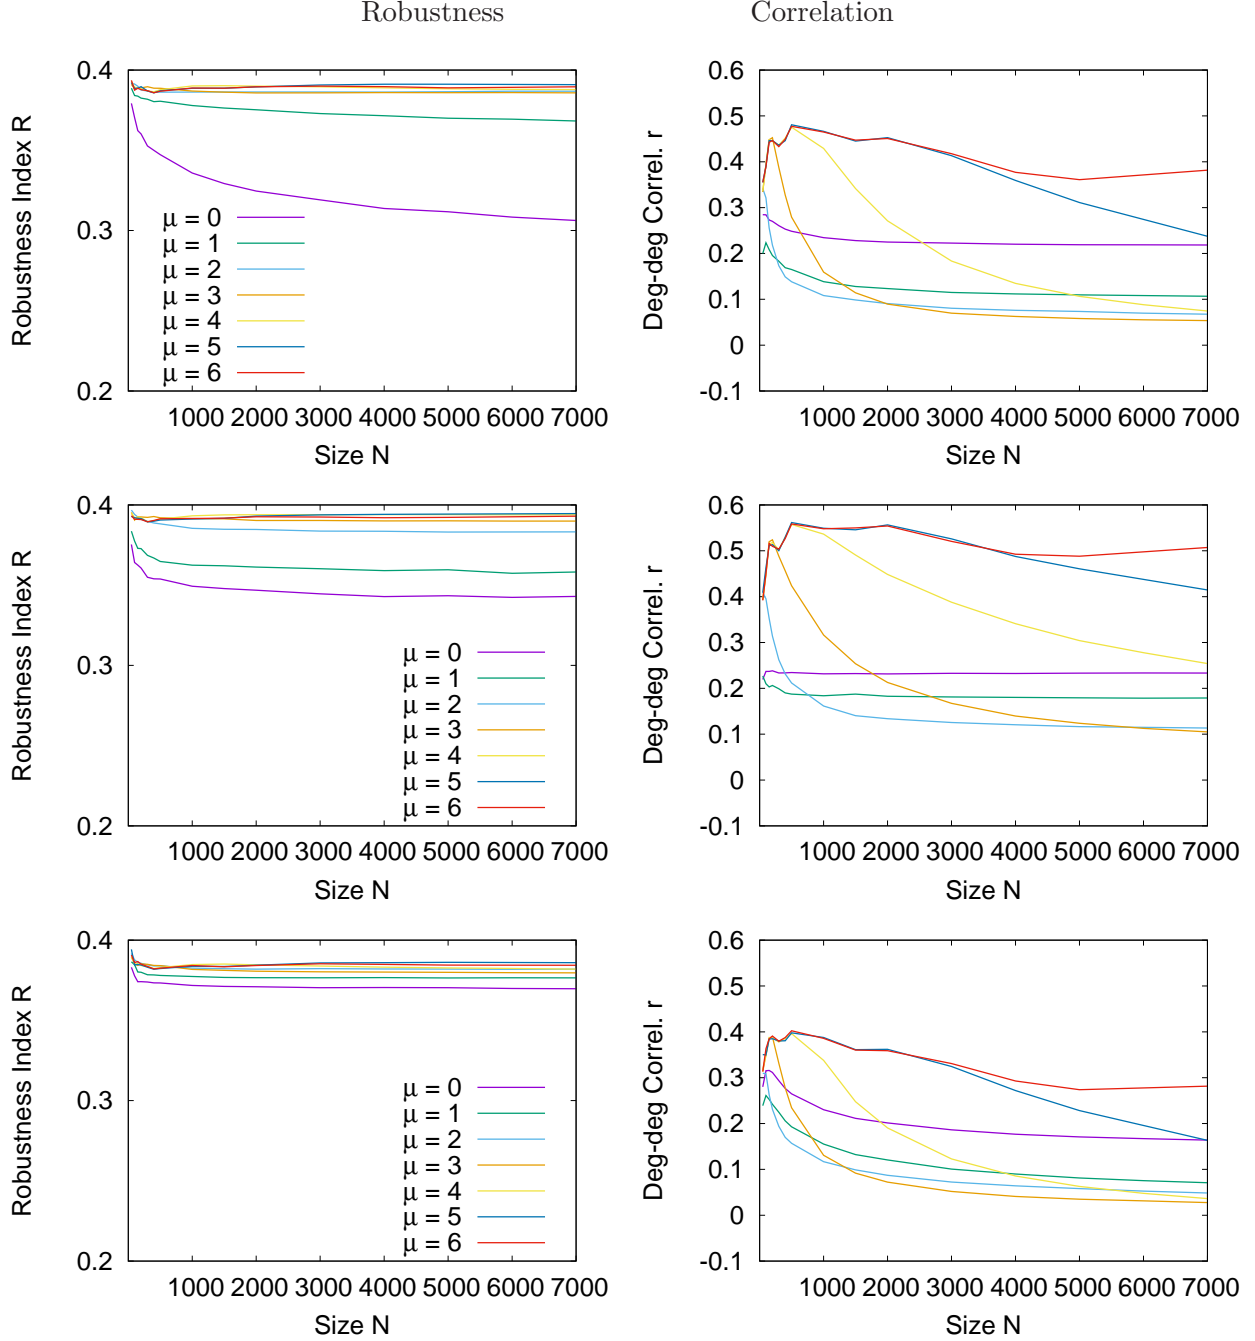 Robustness
Correlation
0.4
0.3
0.2
Robustness Index R
μ = 0
μ = 1
μ = 2
μ = 3
μ = 4
μ = 5
μ = 6
1000 2000 3000 4000 5000 6000 7000
Size N
0.6
0.5
0.4
0.3
0.2
0.1
0
-0.1
Deg-deg Correl. r
1000 2000 3000 4000 5000 6000 7000
Size N
0.4
0.3
0.2
Robustness Index R
μ = 0
μ = 1
μ = 2
μ = 3
μ = 4
μ = 5
μ = 6
1000 2000 3000 4000 5000 6000 7000
Size N
0.6
0.5
0.4
0.3
0.2
0.1
0
-0.1
Deg-deg Correl. r
1000 2000 3000 4000 5000 6000 7000
Size N
0.4
0.3
0.2
Robustness Index R
μ = 0
μ = 1
μ = 2
μ = 3
μ = 4
μ = 5
μ = 6
1000 2000 3000 4000 5000 6000 7000
Size N
0.6
0.5
0.4
0.3
0.2
0.1
0
-0.1
Deg-deg Correl. r
1000 2000 3000 4000 5000 6000 7000
Size N